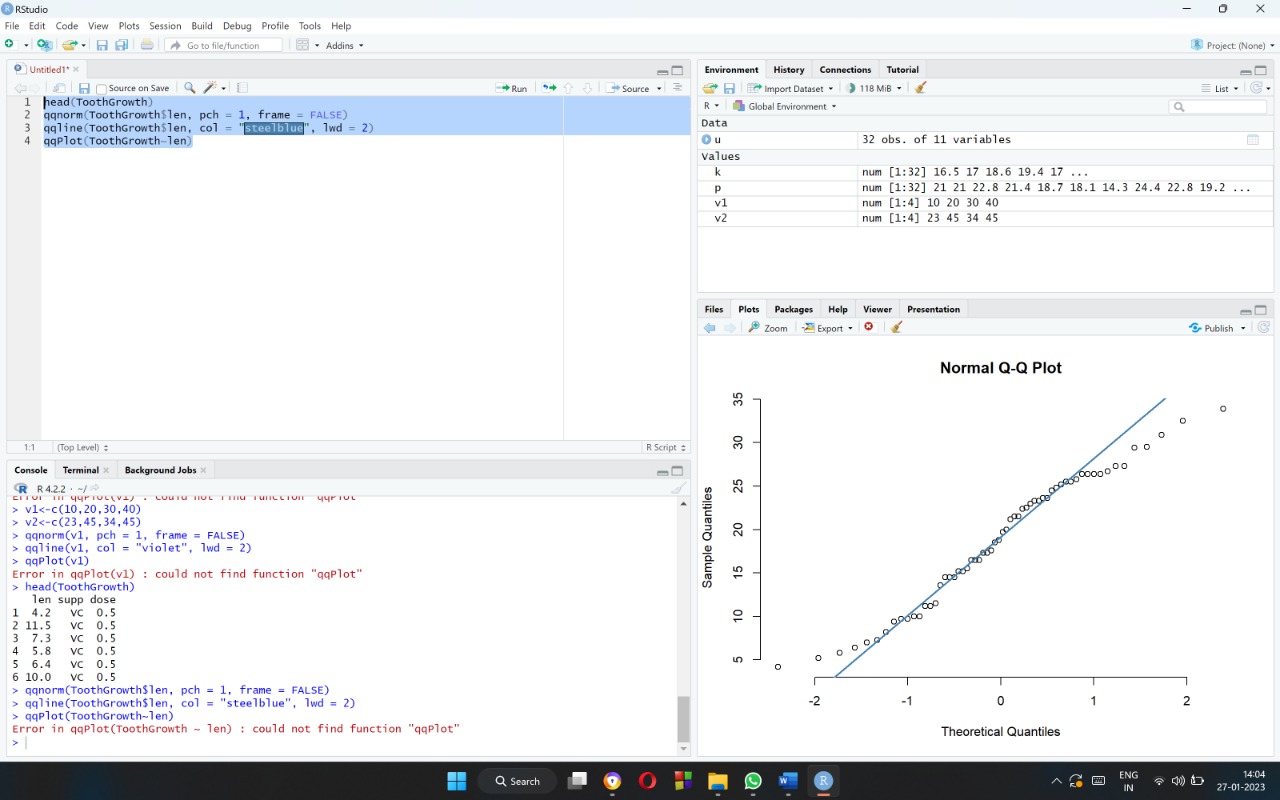 RStudio
File Edit Code View Plots Session Build Debug Profile Tools Help
Go to file/function Addins Project: (None)
Untitled1*
Source on Save Run Source
1 head(ToothGrowth)
2 qqnorm(ToothGrowth$len, pch = 1, frame = FALSE)
3 qqline(ToothGrowth$len, col = "steelblue", lwd = 2)
4 qqPlot(ToothGrowth~len)
1:1 (Top Level) R Script
Console Terminal Background Jobs
R 4.2.2 · ~/
Error in qqPlot(v1) : could not find function "qqPlot"
> v1<-c(10,20,30,40)
> v2<-c(23,45,34,45)
> qqnorm(v1, pch = 1, frame = FALSE)
> qqline(v1, col = "violet", lwd = 2)
> qqPlot(v1)
Error in qqPlot(v1) : could not find function "qqPlot"
> head(ToothGrowth)
len supp dose
1 4.2 VC 0.5
2 11.5 VC 0.5
3 7.3 VC 0.5
4 5.8 VC 0.5
5 6.4 VC 0.5
6 10.0 VC 0.5
> qqnorm(ToothGrowth$len, pch = 1, frame = FALSE)
> qqline(ToothGrowth$len, col = "steelblue", lwd = 2)
> qqPlot(ToothGrowth~len)
Error in qqPlot(ToothGrowth ~ len) : could not find function "qqPlot"
>
Environment History Connections Tutorial
Import Dataset 118 MiB List
R Global Environment
Data
u 32 obs. of 11 variables
Values
k num [1:32] 16.5 17 18.6 19.4 17 ...
p num [1:32] 21 21 22.8 21.4 18.7 18.1 14.3 24.4 22.8 19.2 ...
v1 num [1:4] 10 20 30 40
v2 num [1:4] 23 45 34 45
Files Plots Packages Help Viewer Presentation
Zoom Export Publish
Normal Q-Q Plot
Sample Quantiles
35
30
25
20
15
10
5
-2 -1 0 1 2
Theoretical Quantiles
Search
ENG
IN
14:04
27-01-2023